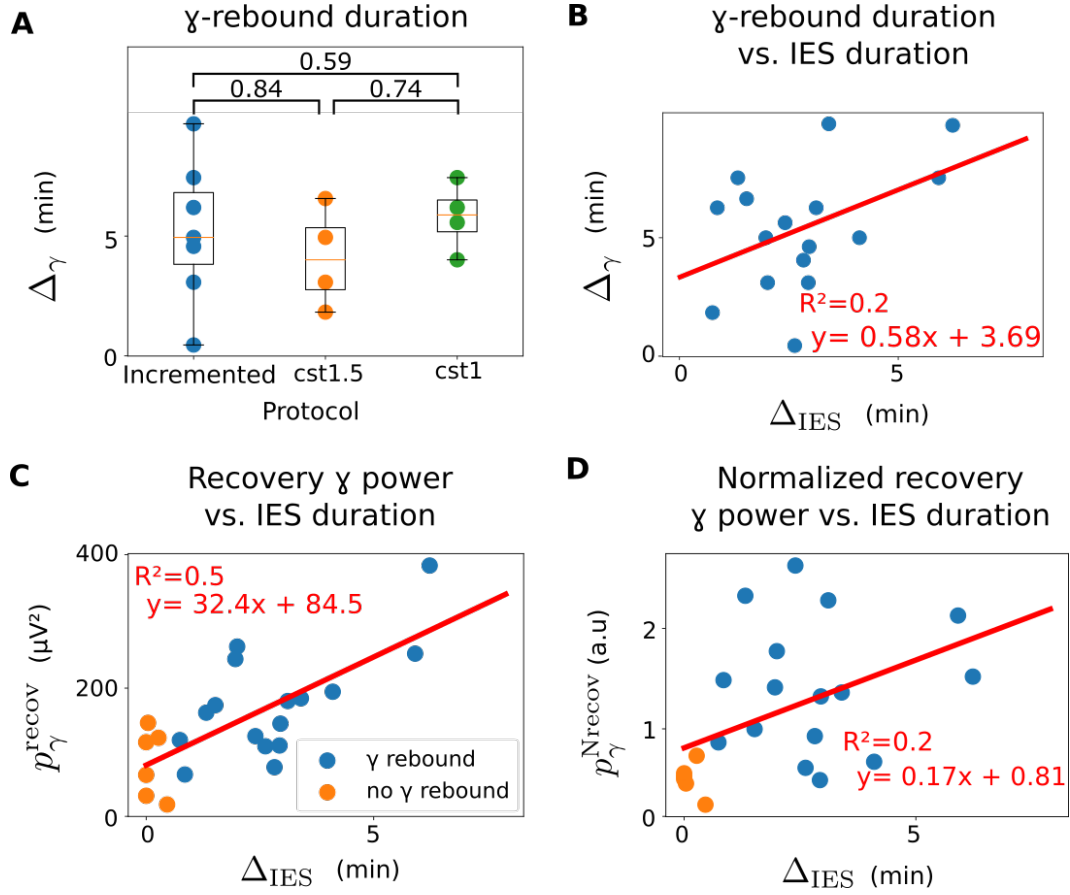 A
ɣ-rebound duration
0.59
0.84
0.74
Δγ (min)
5
0
Incremented
cst1.5
cst1
Protocol
B
ɣ-rebound duration
vs. IES duration
Δγ (min)
5
0
R²=0.2
y= 0.58x + 3.69
0
5
ΔIES (min)
C
Recovery ɣ power
vs. IES duration
pγrecov (µV²)
400
200
0
R²=0.5
y= 32.4x + 84.5
γ rebound
no γ rebound
0
5
ΔIES (min)
D
Normalized recovery
ɣ power vs. IES duration
pγNrecov (a.u)
2
1
0
R²=0.2
y= 0.17x + 0.81
0
5
ΔIES (min)